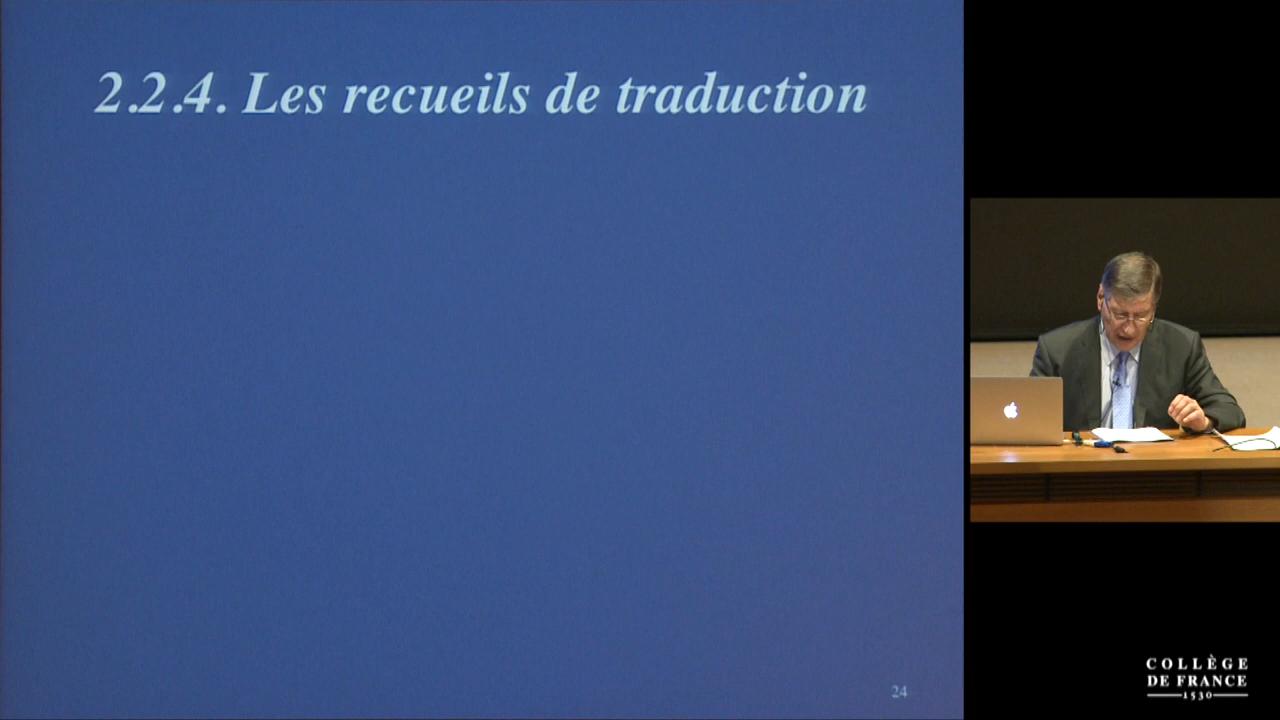 2.2.4. Les recueils de traduction
24
COLLÈGE
DE FRANCE
1530